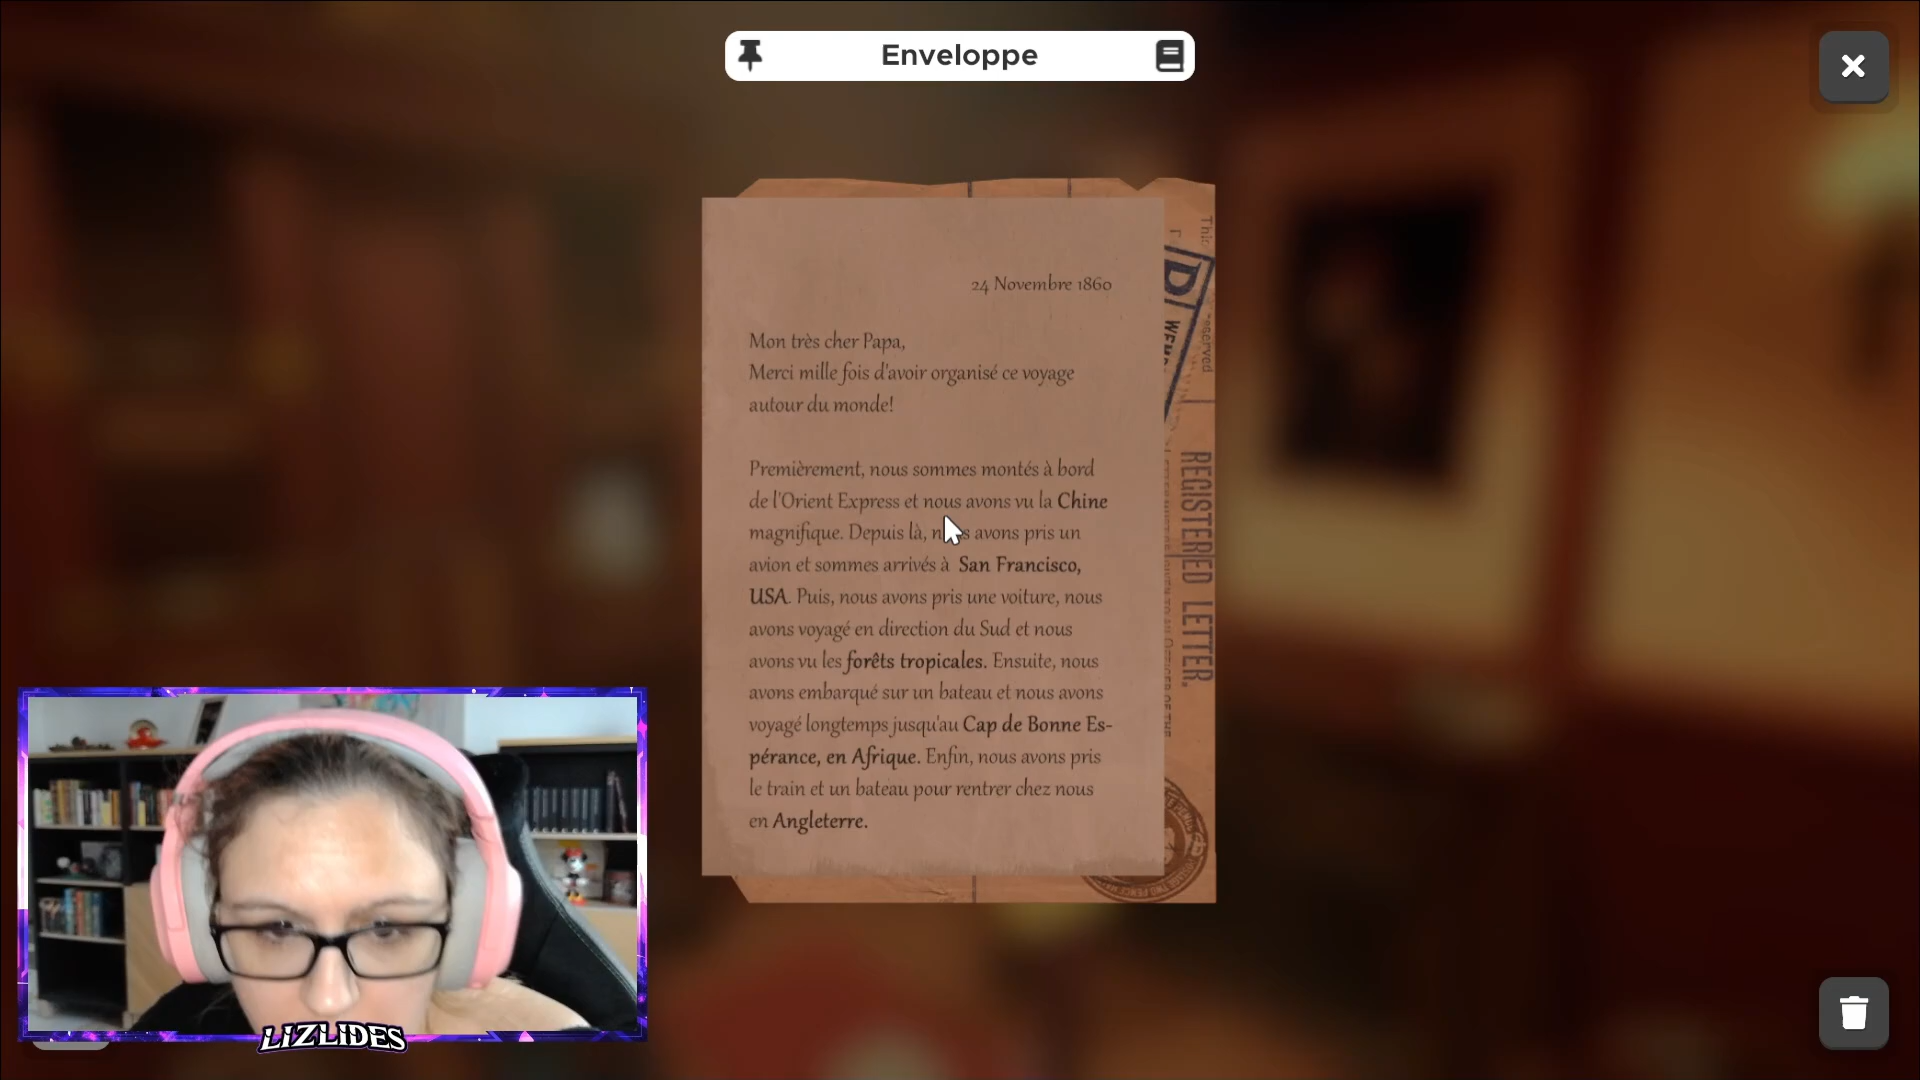 Enveloppe
24 Novembre 1860
Mon très cher Papa,
Merci mille fois d'avoir organisé ce voyage
autour du monde!
Premièrement, nous sommes montés à bord
de l'Orient Express et nous avons vu la Chine
magnifique. Depuis là, nous avons pris un
avion et sommes arrivés à San Francisco,
USA. Puis, nous avons pris une voiture, nous
avons voyagé en direction du Sud et nous
avons vu les forêts tropicales. Ensuite, nous
avons embarqué sur un bateau et nous avons
voyagé longtemps jusqu'au Cap de Bonne Es-
pérance, en Afrique. Enfin, nous avons pris
le train et un bateau pour rentrer chez nous
en Angleterre.
REGISTERED LETTER.
LIZLIDES